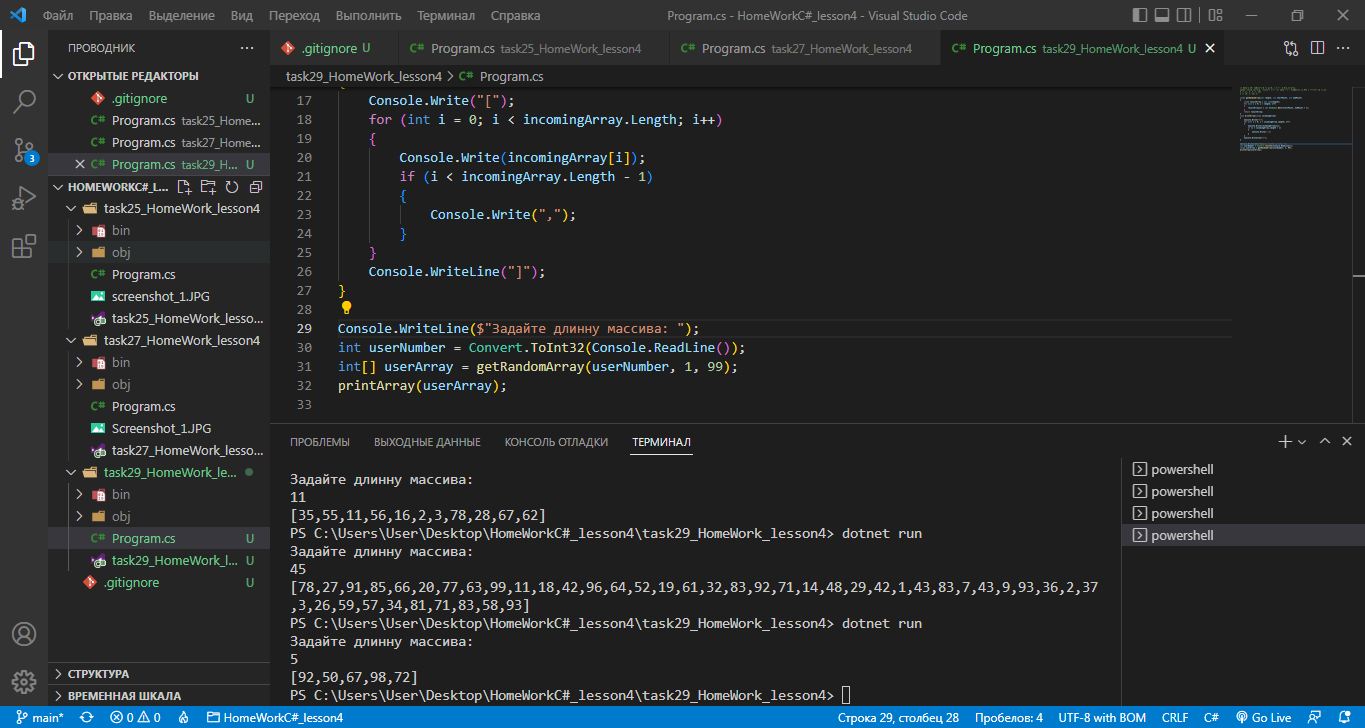 Файл Правка Выделение Вид Переход Выполнить Терминал Справка Program.cs - HomeWorkC#_lesson4 - Visual Studio Code
ПРОВОДНИК
ОТКРЫТЫЕ РЕДАКТОРЫ
.gitignore U
C# Program.cs task25_Home...
C# Program.cs task27_Home...
C# Program.cs task29_H... U
HOMEWORKC#_L...
task25_HomeWork_lesson4
bin
obj
C# Program.cs
screenshot_1.JPG
task25_HomeWork_lesso...
task27_HomeWork_lesson4
bin
obj
C# Program.cs
Screenshot_1.JPG
task27_HomeWork_lesso...
task29_HomeWork_le...
bin
obj
C# Program.cs U
task29_HomeWork_l... U
.gitignore U
СТРУКТУРА
ВРЕМЕННАЯ ШКАЛА
3
.gitignore U C# Program.cs task25_HomeWork_lesson4 C# Program.cs task27_HomeWork_lesson4 C# Program.cs task29_HomeWork_lesson4 U
task29_HomeWork_lesson4 > C# Program.cs
17 Console.Write("[");
18 for (int i = 0; i < incomingArray.Length; i++)
19 {
20 Console.Write(incomingArray[i]);
21 if (i < incomingArray.Length - 1)
22 {
23 Console.Write(",");
24 }
25 }
26 Console.WriteLine("]");
27 }
28
29 Console.WriteLine($"Задайте длинну массива: ");
30 int userNumber = Convert.ToInt32(Console.ReadLine());
31 int[] userArray = getRandomArray(userNumber, 1, 99);
32 printArray(userArray);
33
ПРОБЛЕМЫ ВЫХОДНЫЕ ДАННЫЕ КОНСОЛЬ ОТЛАДКИ ТЕРМИНАЛ
Задайте длинну массива:
11
[35,55,11,56,16,2,3,78,28,67,62]
PS C:\Users\User\Desktop\HomeWorkC#_lesson4\task29_HomeWork_lesson4> dotnet run
Задайте длинну массива:
45
[78,27,91,85,66,20,77,63,99,11,18,42,96,64,52,19,61,32,83,92,71,14,48,29,42,1,43,83,7,43,9,93,36,2,37
,3,26,59,57,34,81,71,83,58,93]
PS C:\Users\User\Desktop\HomeWorkC#_lesson4\task29_HomeWork_lesson4> dotnet run
Задайте длинну массива:
5
[92,50,67,98,72]
PS C:\Users\User\Desktop\HomeWorkC#_lesson4\task29_HomeWork_lesson4>
powershell
powershell
powershell
powershell
main* 0 0 HomeWorkC#_lesson4 Строка 29, столбец 28 Пробелов: 4 UTF-8 with BOM CRLF C# Go Live